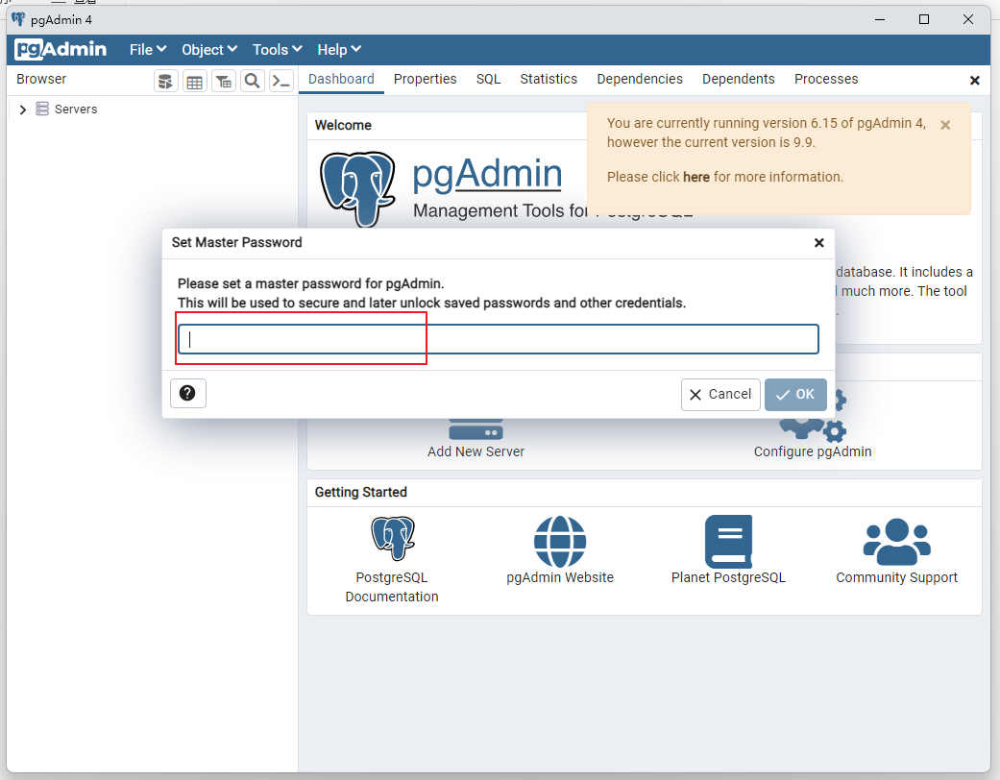 pgAdmin 4
pgAdmin File Object Tools Help
Browser Dashboard Properties SQL Statistics Dependencies Dependents Processes
Servers
You are currently running version 6.15 of pgAdmin 4,
however the current version is 9.9.
Please click here for more information.
Welcome
pgAdmin
Management Tools for PostgreSQL
database. It includes a
much more. The tool
Set Master Password
Please set a master password for pgAdmin.
This will be used to secure and later unlock saved passwords and other credentials.
Cancel OK
Add New Server Configure pgAdmin
Getting Started
PostgreSQL
Documentation
pgAdmin Website
Planet PostgreSQL
Community Support